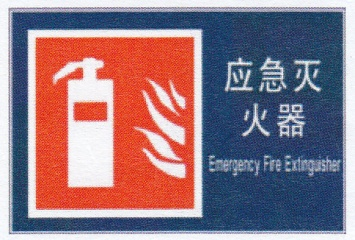 应急灭
火器
Emergency Fire Extinguisher